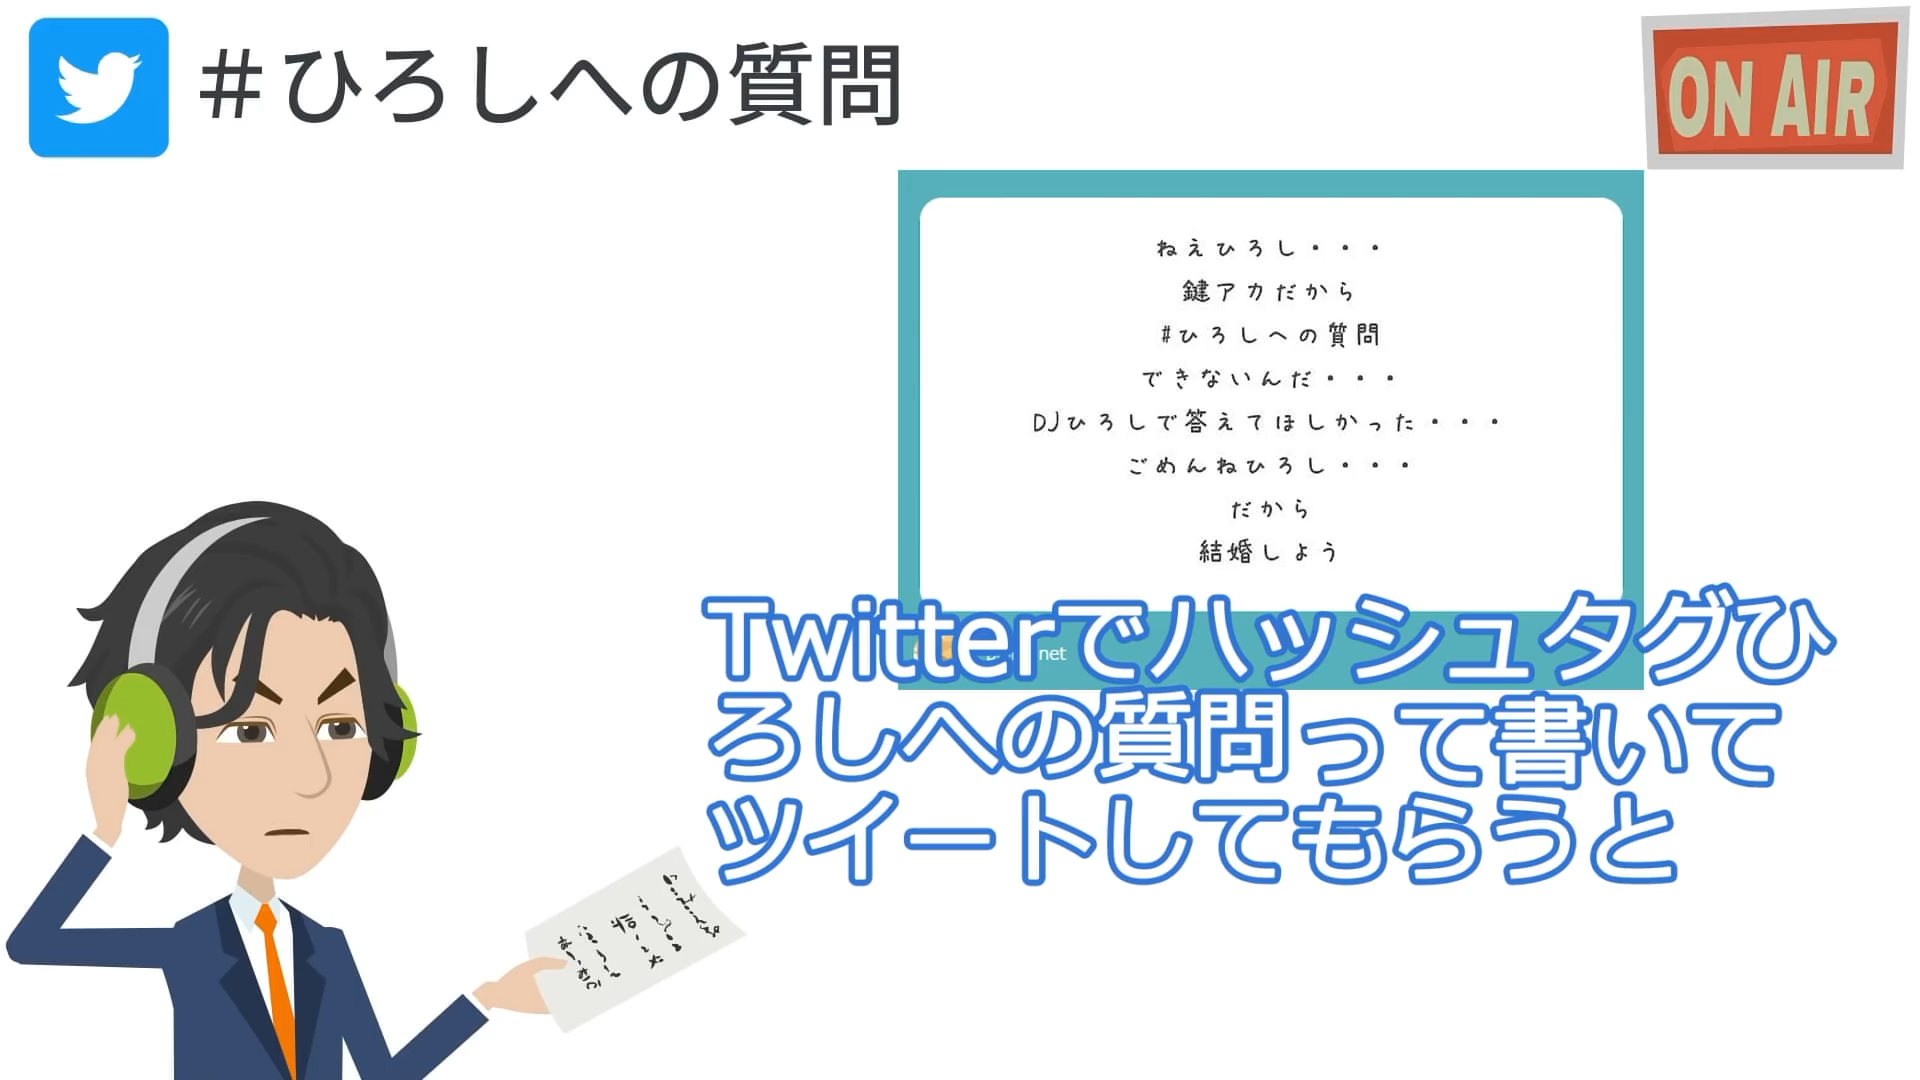 #ひろしへの質問
ON AIR
ねえひろし・・・
鍵アカだから
#ひろしへの質問
できないんだ・・・
DJひろしで答えてほしかった・・・
ごめんねひろし・・・
だから
結婚しよう
net
Twitterでハッシュタグひ
ろしへの質問って書いて
ツイートしてもらうと